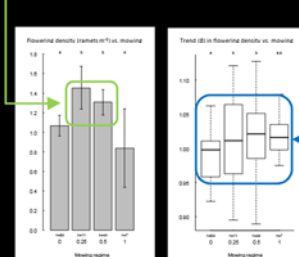 Flowering density (ramets m⁻²) vs. mowing
1.8
1.6
1.4
1.2
1.0
0.8
0.6
0.4
0.2
0.0
0 0.25 0.5 1
Mowing regime
Trend (B) in flowering density vs. mowing
1.10
1.05
1.00
0.95
0.90
0 0.25 0.5 1
Mowing regime